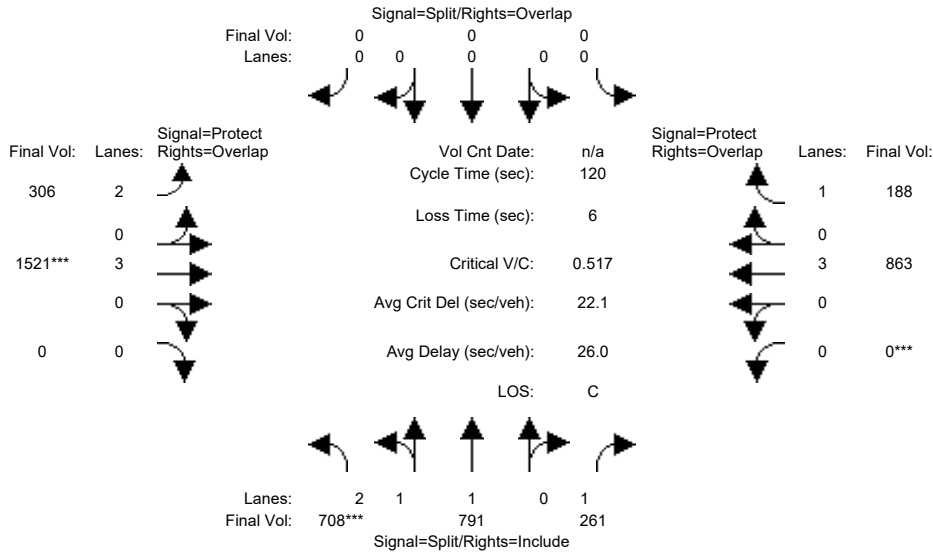 Signal=Split/Rights=Overlap
Final Vol: 0 0 0
Lanes: 0 0 0 0 0
Signal=Protect
Final Vol: Lanes: Rights=Overlap
Vol Cnt Date: n/a
Signal=Protect
Rights=Overlap Lanes: Final Vol:
Cycle Time (sec): 120
306 2
1 188
Loss Time (sec): 6
0
0
1521*** 3
Critical V/C: 0.517
3 863
0
Avg Crit Del (sec/veh): 22.1
0
0 0
Avg Delay (sec/veh): 26.0
0 0***
LOS: C
Lanes: 2 1 1 0 1
Final Vol: 708*** 791 261
Signal=Split/Rights=Include